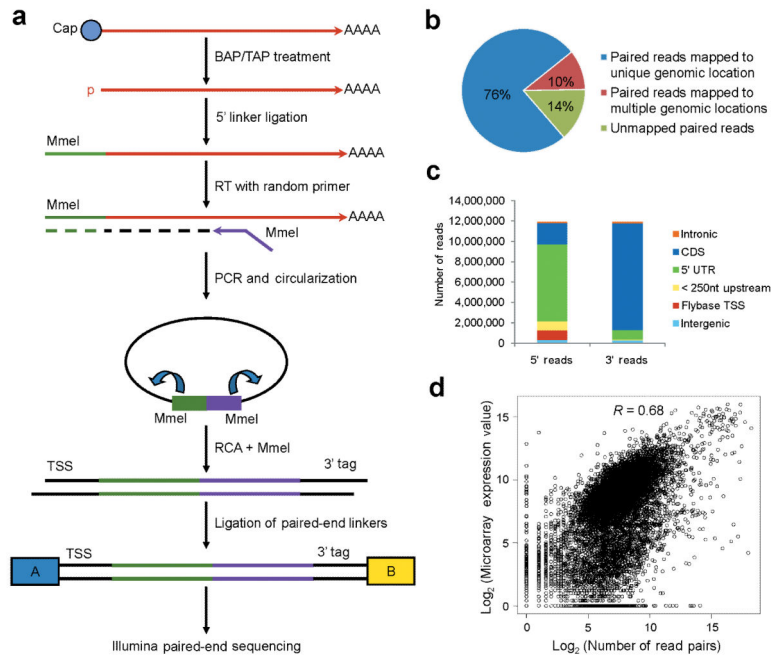 a
Cap
AAAA
BAP/TAP treatment
p
AAAA
5' linker ligation
MmeI
AAAA
RT with random primer
MmeI
AAAA
MmeI
PCR and circularization
MmeI
MmeI
RCA + MmeI
TSS
3' tag
Ligation of paired-end linkers
A
TSS
3' tag
B
Illumina paired-end sequencing
b
76%
10%
14%
Paired reads mapped to
unique genomic location
Paired reads mapped to
multiple genomic locations
Unmapped paired reads
c
Number of reads
14,000,000
12,000,000
10,000,000
8,000,000
6,000,000
4,000,000
2,000,000
0
5' reads
3' reads
Intronic
CDS
5' UTR
< 250nt upstream
Flybase TSS
Intergenic
d
R = 0.68
Log2 (Microarray expression value)
15
10
5
0
0
5
10
15
Log2 (Number of read pairs)